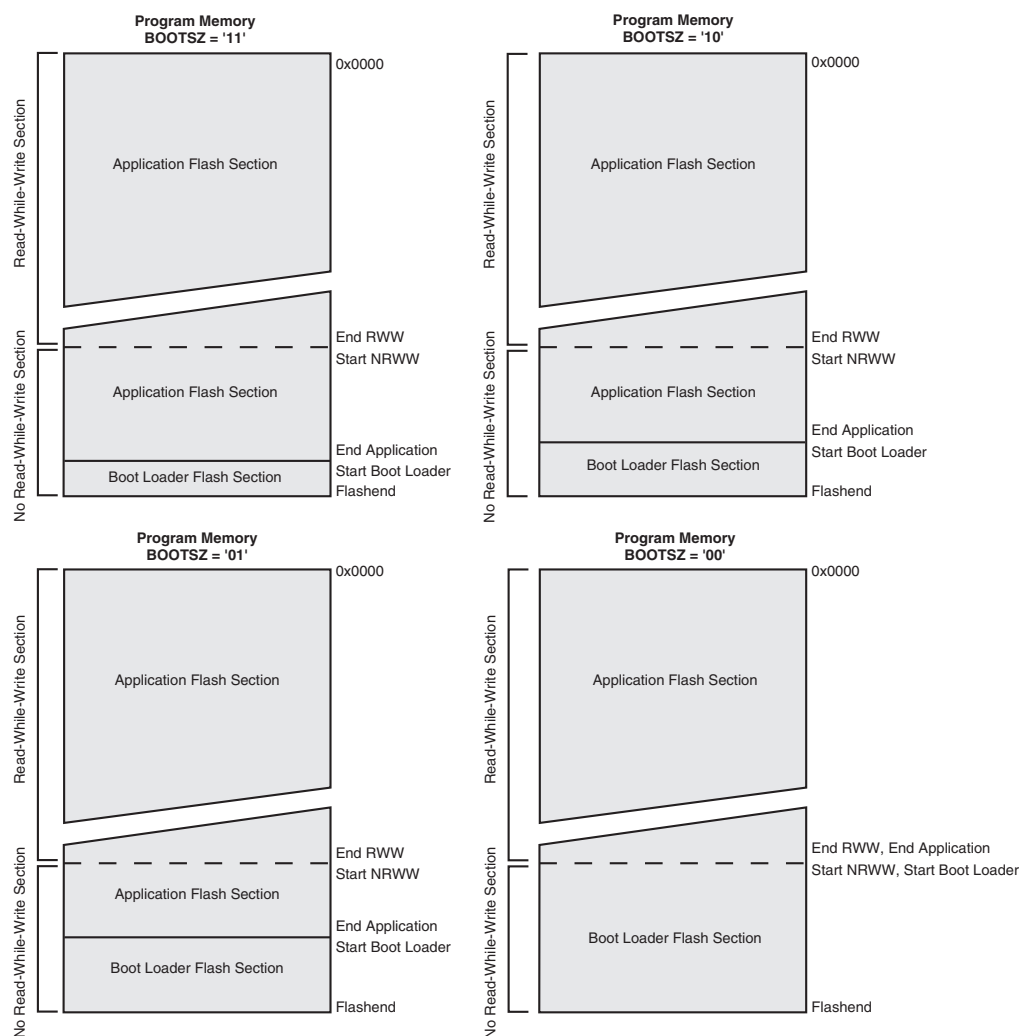 Program Memory
BOOTSZ = '11'
0x0000
Read-While-Write Section
Application Flash Section
End RWW
Start NRWW
No Read-While-Write Section
Application Flash Section
End Application
Start Boot Loader
Boot Loader Flash Section
Flashend
Program Memory
BOOTSZ = '10'
0x0000
Read-While-Write Section
Application Flash Section
End RWW
Start NRWW
No Read-While-Write Section
Application Flash Section
End Application
Start Boot Loader
Boot Loader Flash Section
Flashend
Program Memory
BOOTSZ = '01'
0x0000
Read-While-Write Section
Application Flash Section
End RWW
Start NRWW
No Read-While-Write Section
Application Flash Section
End Application
Start Boot Loader
Boot Loader Flash Section
Flashend
Program Memory
BOOTSZ = '00'
0x0000
Read-While-Write Section
Application Flash Section
End RWW, End Application
Start NRWW, Start Boot Loader
No Read-While-Write Section
Boot Loader Flash Section
Flashend